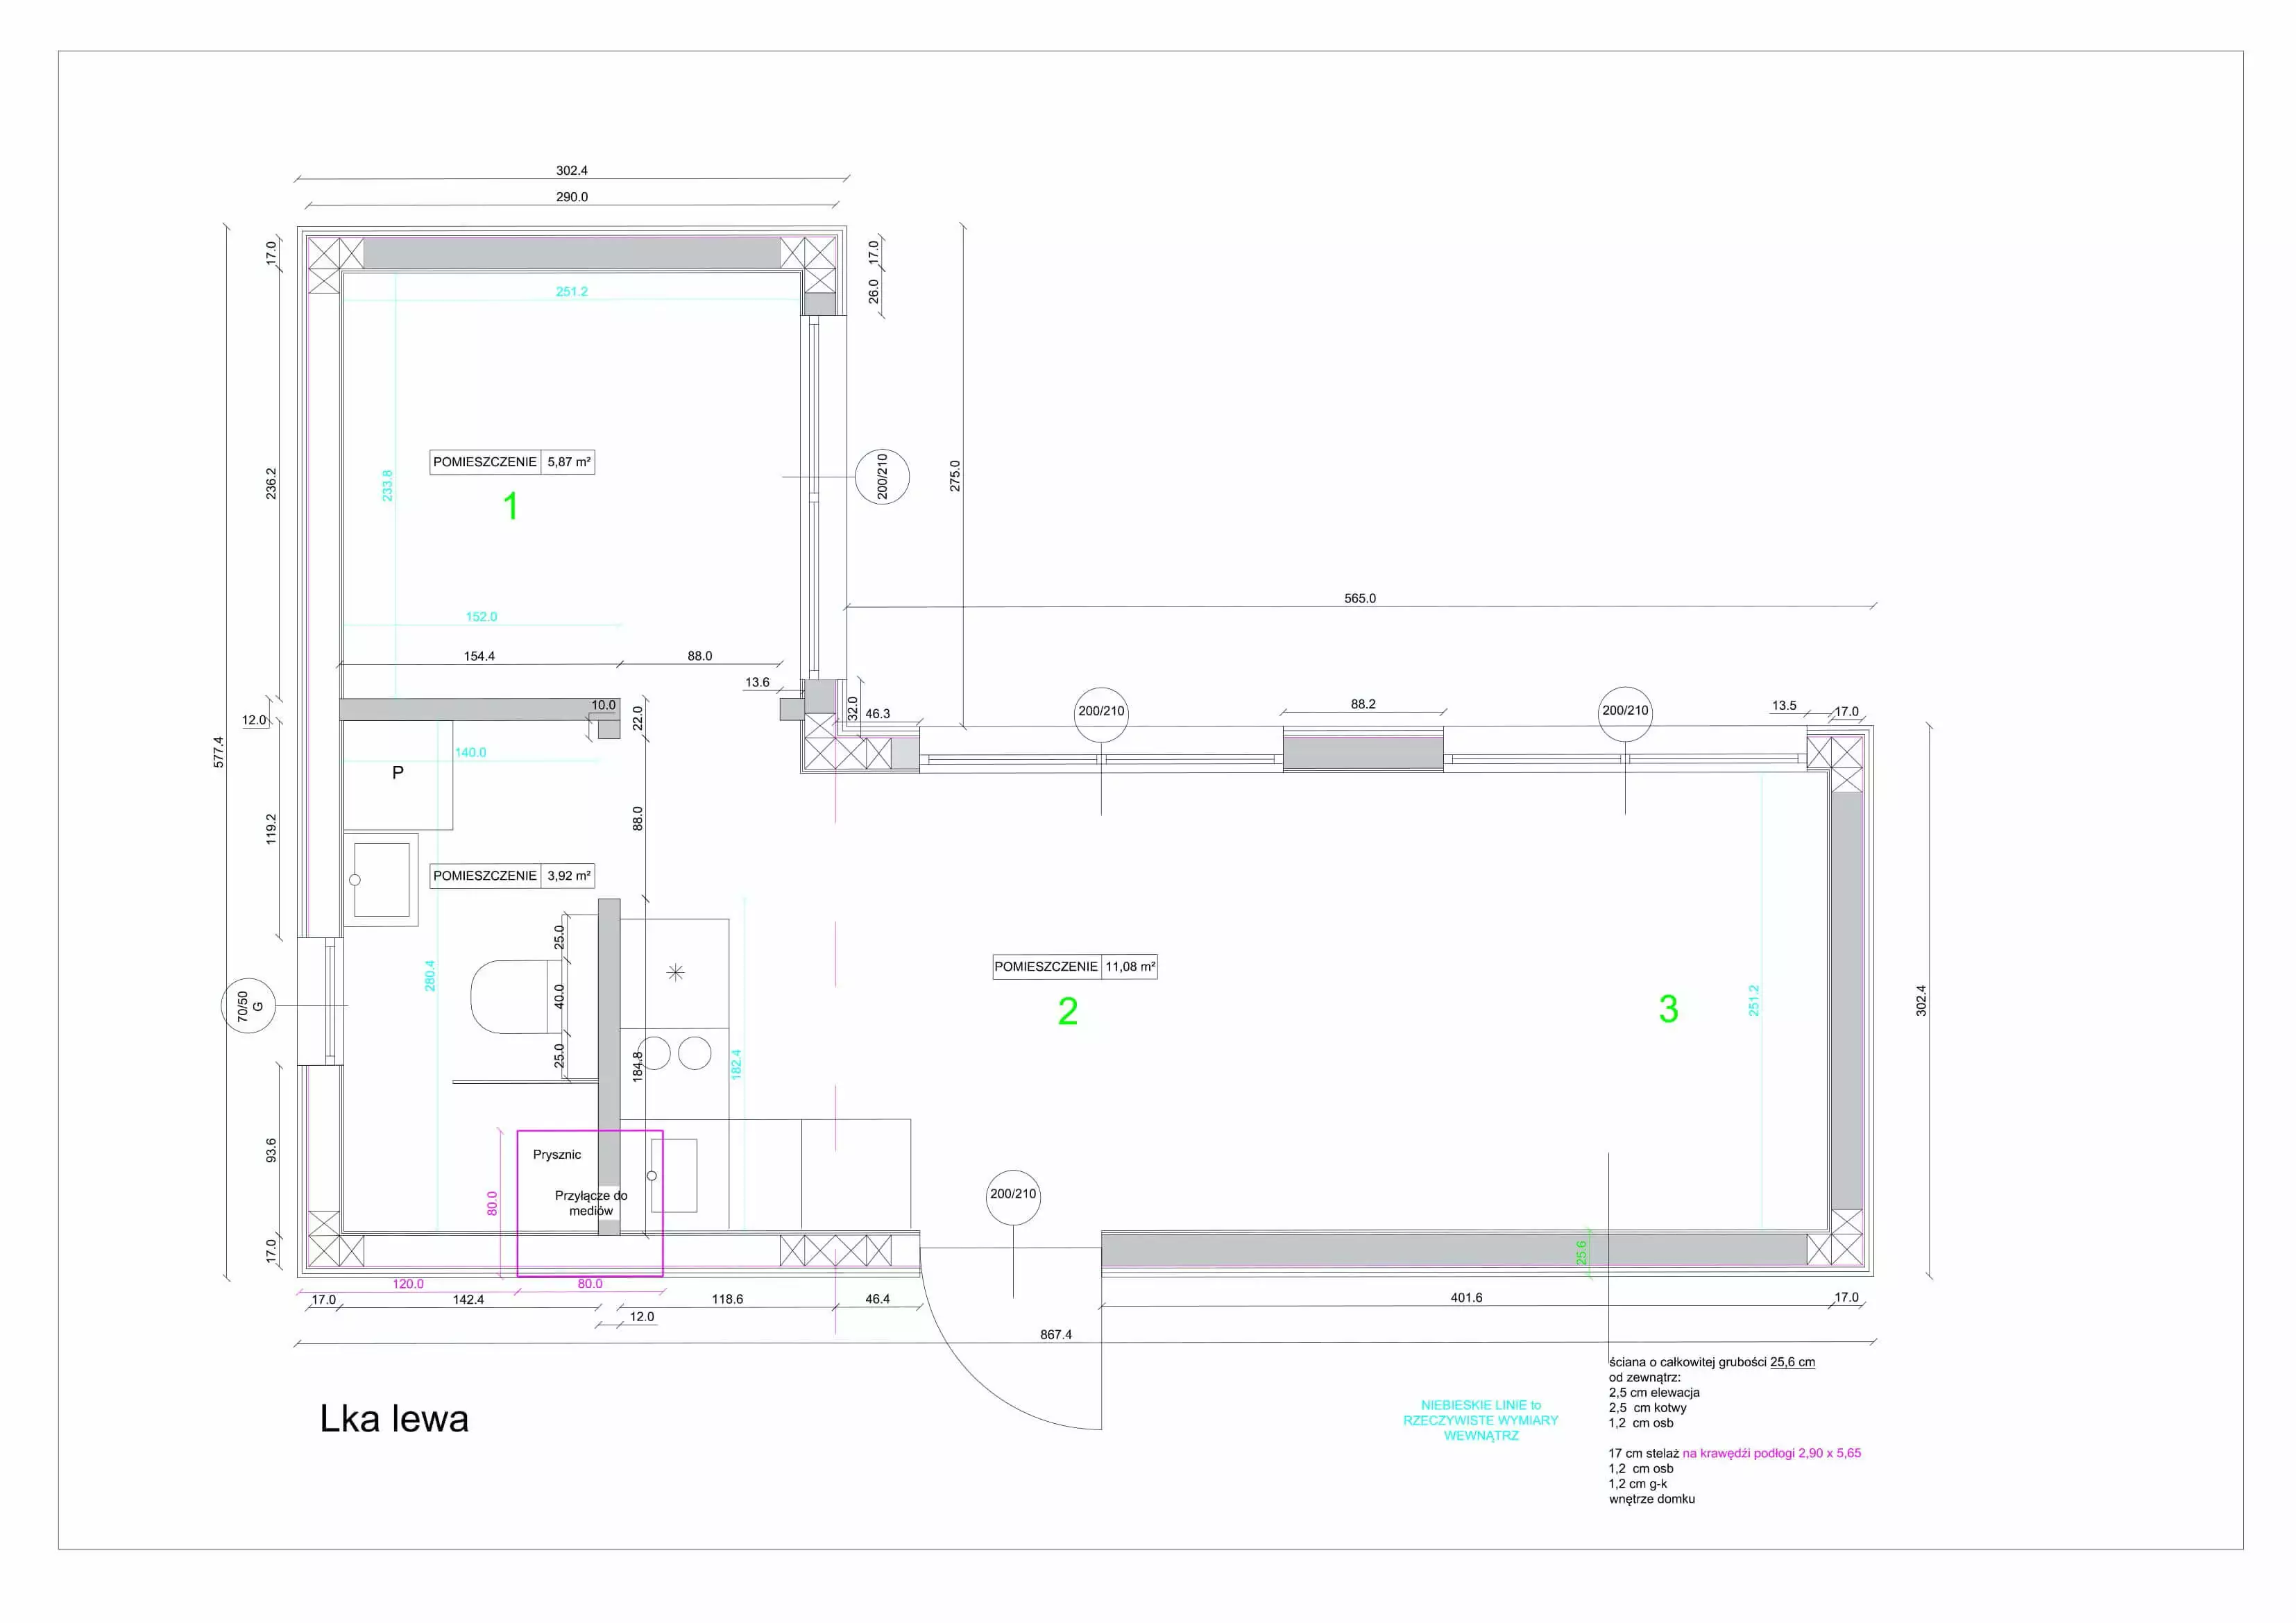 302.4
290.0
17.0
17.0
26.0
251.2
POMIESZCZENIE 5,87 m²
1
233.8
236.2
200/210
275.0
565.0
152.0
154.4
88.0
13.6
10.0
22.0
32.0
46.3
200/210
88.2
200/210
13.5
17.0
12.0
577.4
140.0
P
119.2
88.0
POMIESZCZENIE 3,92 m²
280.4
25.0
40.0
25.0
184.8
182.4
70/50
G
POMIESZCZENIE 11,08 m²
2
3
251.2
302.4
93.6
80.0
Prysznic
Przyłącze do
mediów
200/210
17.0
25.6
120.0
80.0
17.0
142.4
118.6
46.4
401.6
17.0
12.0
867.4
Lka lewa
NIEBIESKIE LINIE to
RZECZYWISTE WYMIARY
WEWNĄTRZ
ściana o całkowitej grubości 25,6 cm
od zewnątrz:
2,5 cm elewacja
2,5 cm kotwy
1,2 cm osb
17 cm stelaż na krawędźi podłogi 2,90 x 5,65
1,2 cm osb
1,2 cm g-k
wnętrze domku